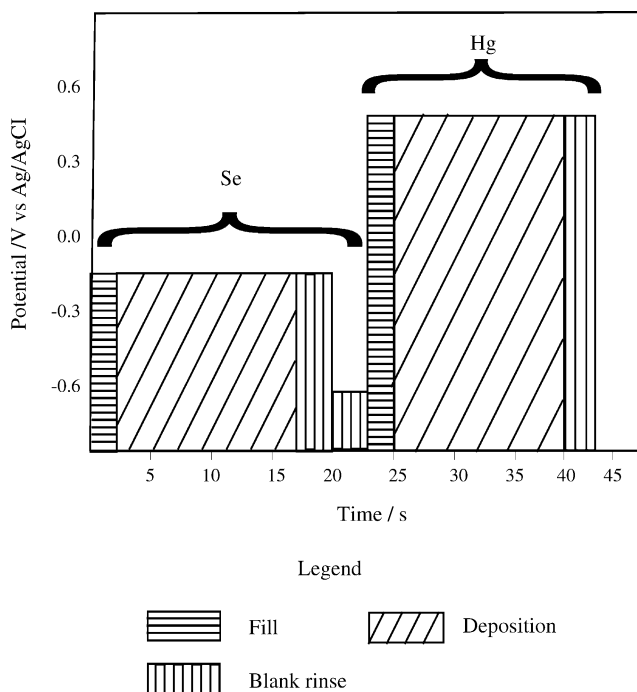 Hg
Se
Potential /V vs Ag/AgCl
0.6
0.3
0.0
-0.3
-0.6
5 10 15 20 25 30 35 40 45
Time / s
Legend
Fill
Deposition
Blank rinse